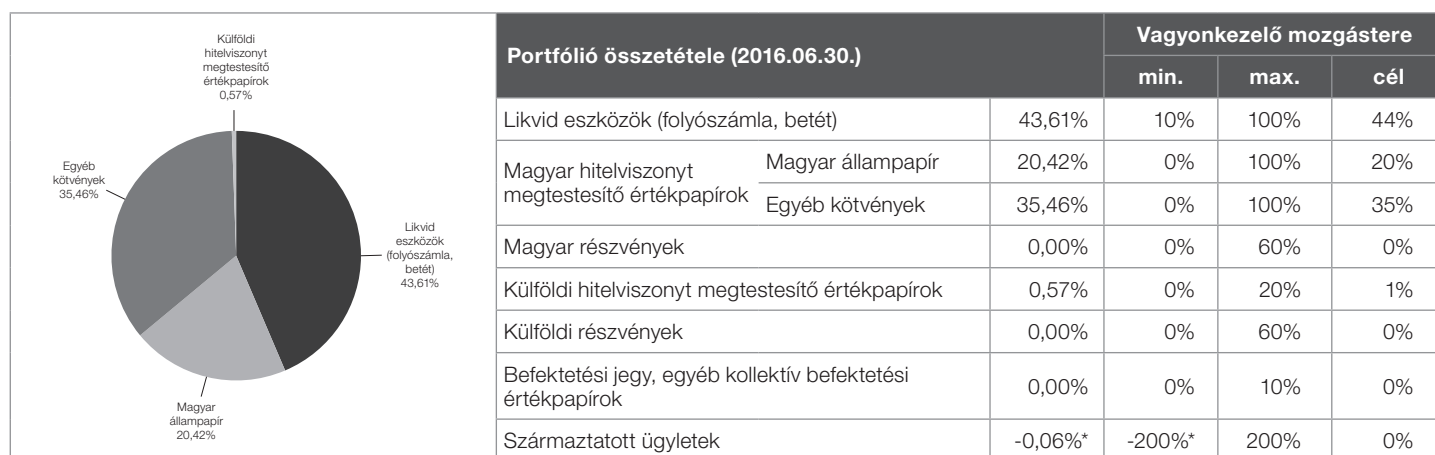 Külföldi
hitelviszonyt
megtestesítő
értékpapírok
0,57%
Egyéb
kötvények
35,46%
Likvid
eszközök
(folyószámla,
betét)
43,61%
Magyar
állampapír
20,42%
Portfólió összetétele (2016.06.30.) Vagyonkezelő mozgástere
min. max. cél
Likvid eszközök (folyószámla, betét) 43,61% 10% 100% 44%
Magyar hitelviszonyt
megtestesítő értékpapírok
Magyar állampapír 20,42% 0% 100% 20%
Egyéb kötvények 35,46% 0% 100% 35%
Magyar részvények 0,00% 0% 60% 0%
Külföldi hitelviszonyt megtestesítő értékpapírok 0,57% 0% 20% 1%
Külföldi részvények 0,00% 0% 60% 0%
Befektetési jegy, egyéb kollektív befektetési
értékpapírok 0,00% 0% 10% 0%
Származtatott ügyletek -0,06%* -200%* 200% 0%